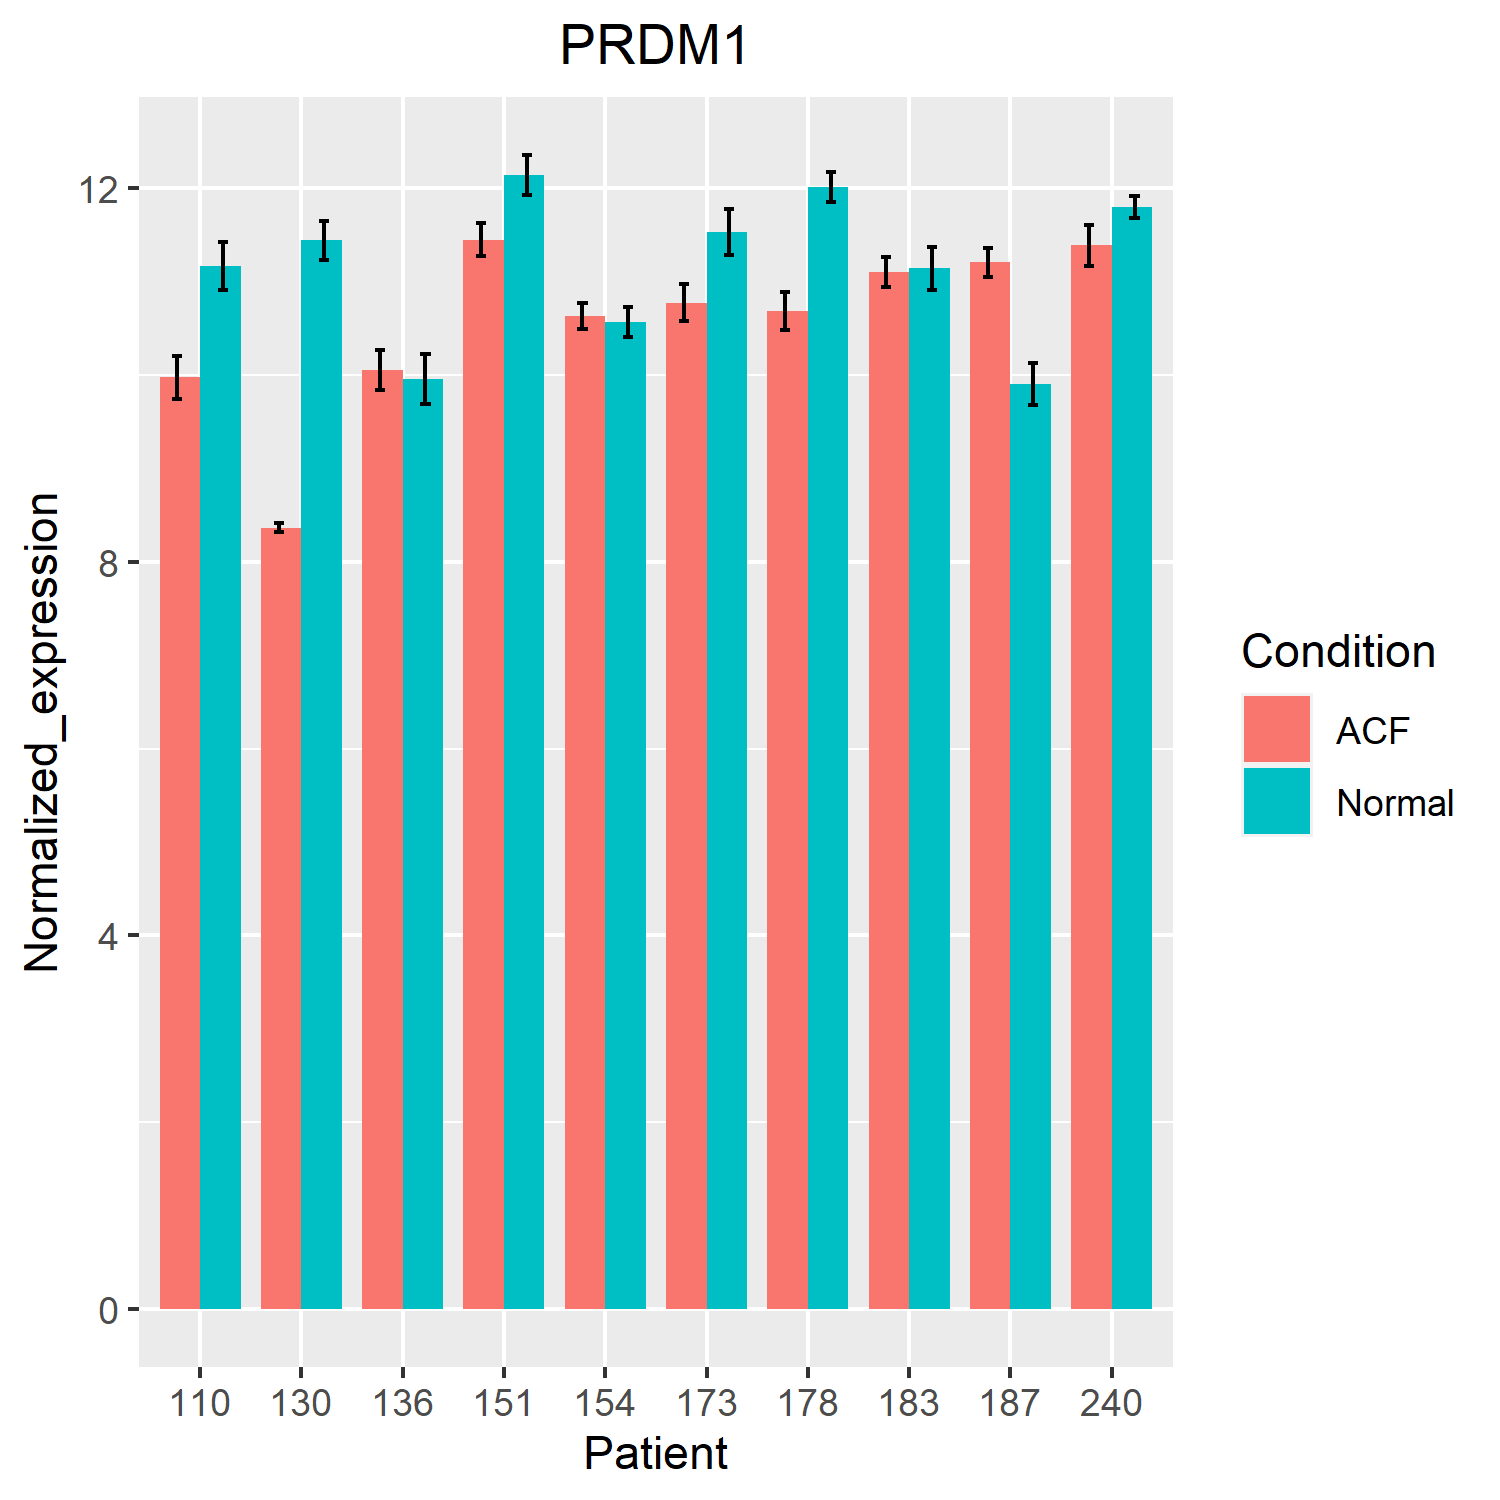 PRDM1
12
8
4
0
Normalized_expression
110 130 136 151 154 173 178 183 187 240
Patient
Condition
ACF
Normal